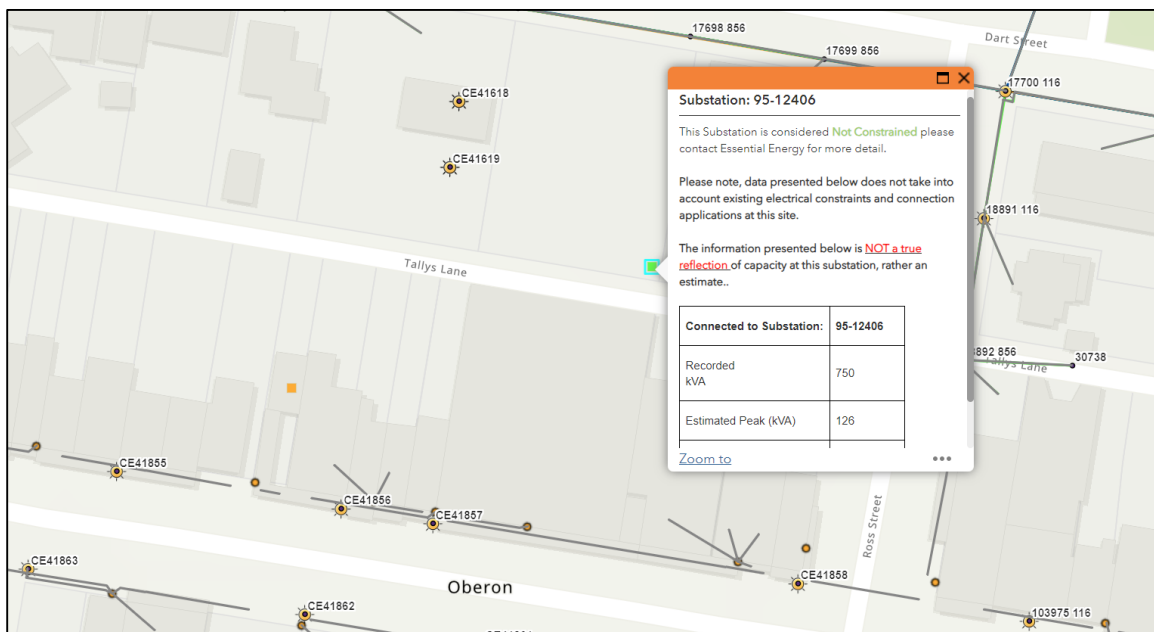 17698 856
Dart Street
17699 856
17700 116
CE41618
CE41619
Substation: 95-12406
This Substation is considered Not Constrained please
contact Essential Energy for more detail.
Please note, data presented below does not take into
account existing electrical constraints and connection
applications at this site.
The information presented below is NOT a true
reflection of capacity at this substation, rather an
estimate..
Connected to Substation: 95-12406
Recorded
kVA
750
Estimated Peak (kVA) 126
Zoom to
18891 116
Tallys Lane
30738
Tallys Lane
CE41855
CE41856
CE41857
Ross Street
CE41863
Oberon
CE41858
CE41862
103975 116